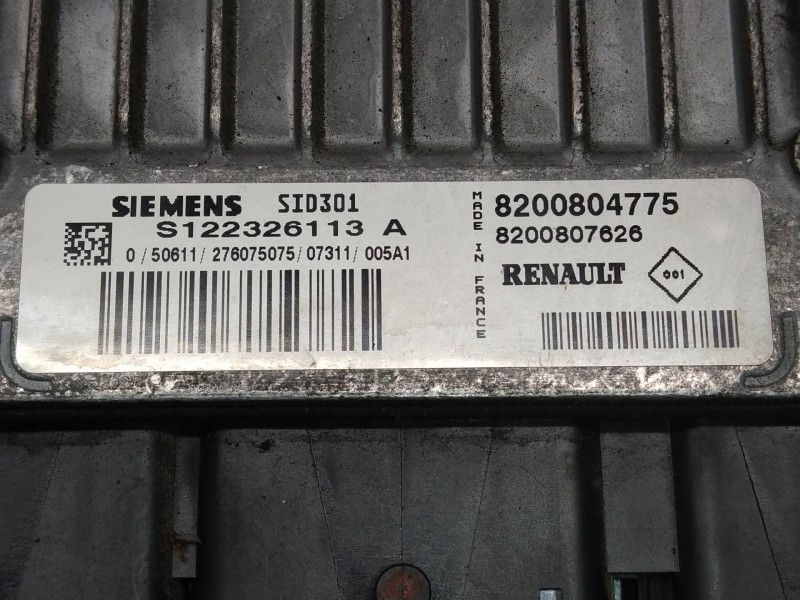 SIEMENS SID301
S122326113 A
0/50611/276075075/07311/005A1
MADE IN FRANCE
8200804775
8200807626
RENAULT 001